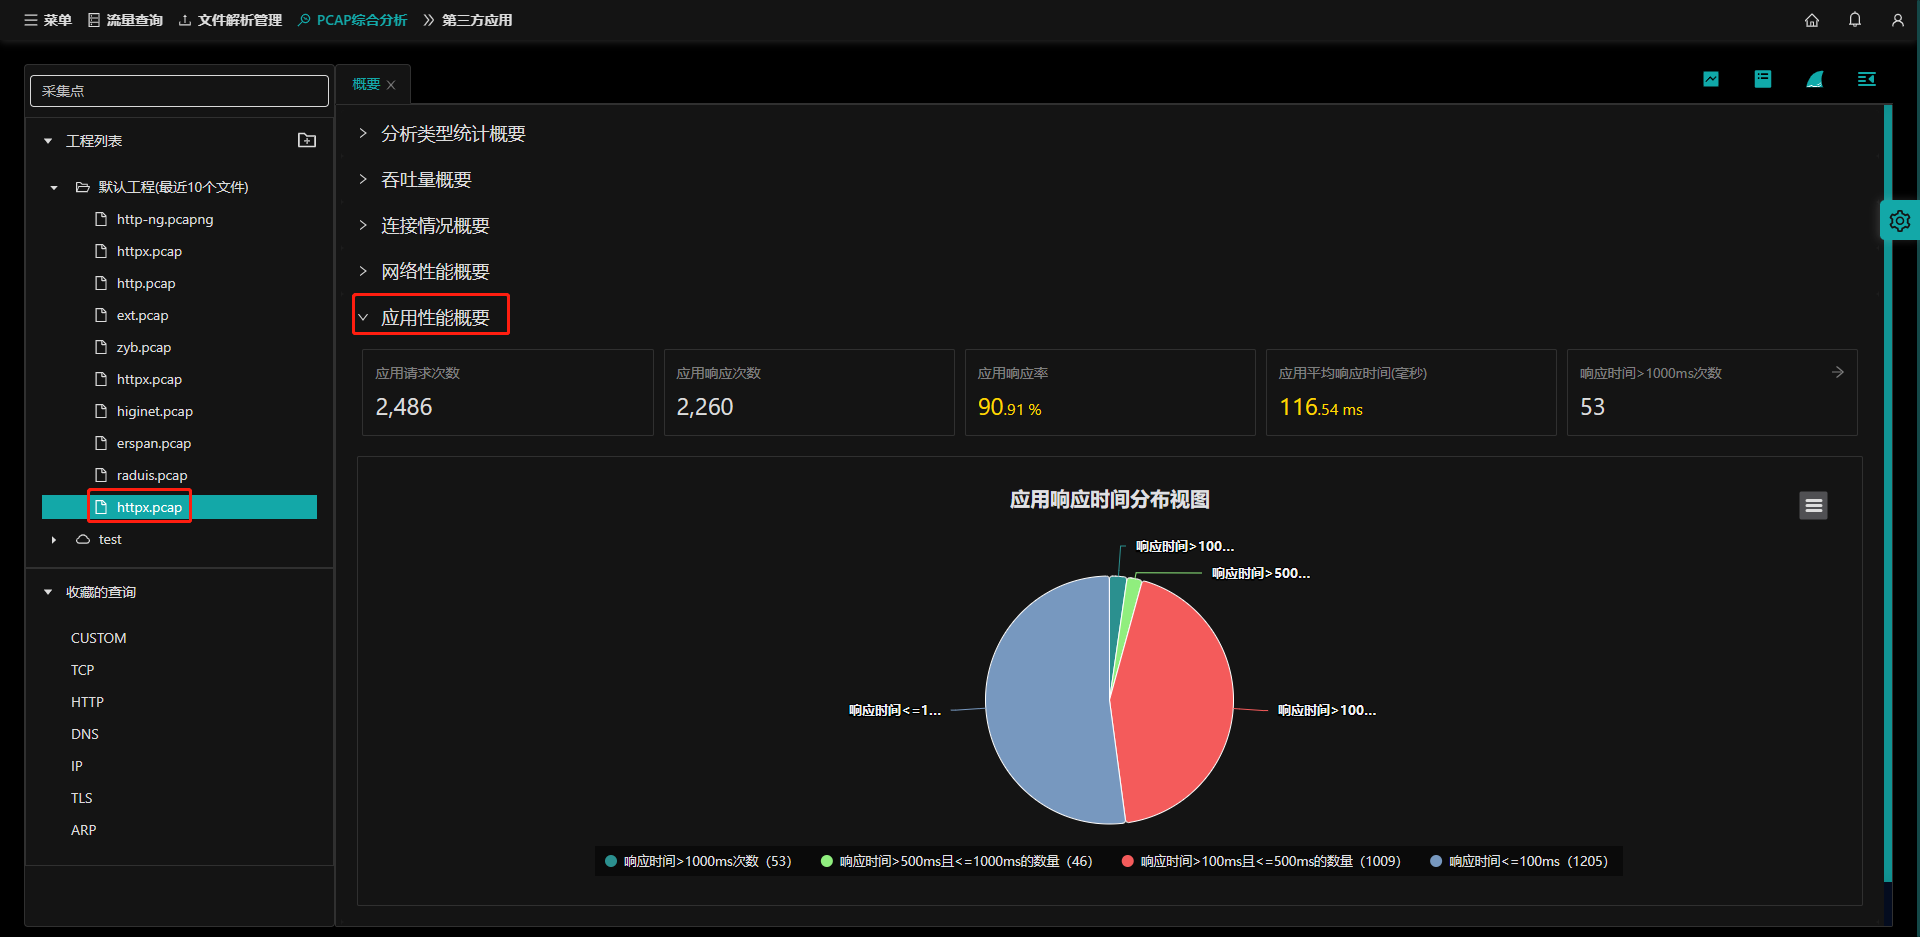 菜单 流量查询 文件解析管理 PCAP综合分析 第三方应用
采集点
工程列表
默认工程(最近10个文件)
http-ng.pcapng
httpx.pcap
http.pcap
ext.pcap
zyb.pcap
httpx.pcap
higinet.pcap
erspan.pcap
raduis.pcap
httpx.pcap
test
收藏的查询
CUSTOM
TCP
HTTP
DNS
IP
TLS
ARP
概要
分析类型统计概要
吞吐量概要
连接情况概要
网络性能概要
应用性能概要
应用请求次数
2,486
应用响应次数
2,260
应用响应率
90.91 %
应用平均响应时间(毫秒)
116.54 ms
响应时间>1000ms次数
53
应用响应时间分布视图
响应时间>100...
响应时间>500...
响应时间<=1...
响应时间>100...
响应时间>1000ms次数（53） 响应时间>500ms且<=1000ms的数量（46） 响应时间>100ms且<=500ms的数量（1009） 响应时间<=100ms（1205）